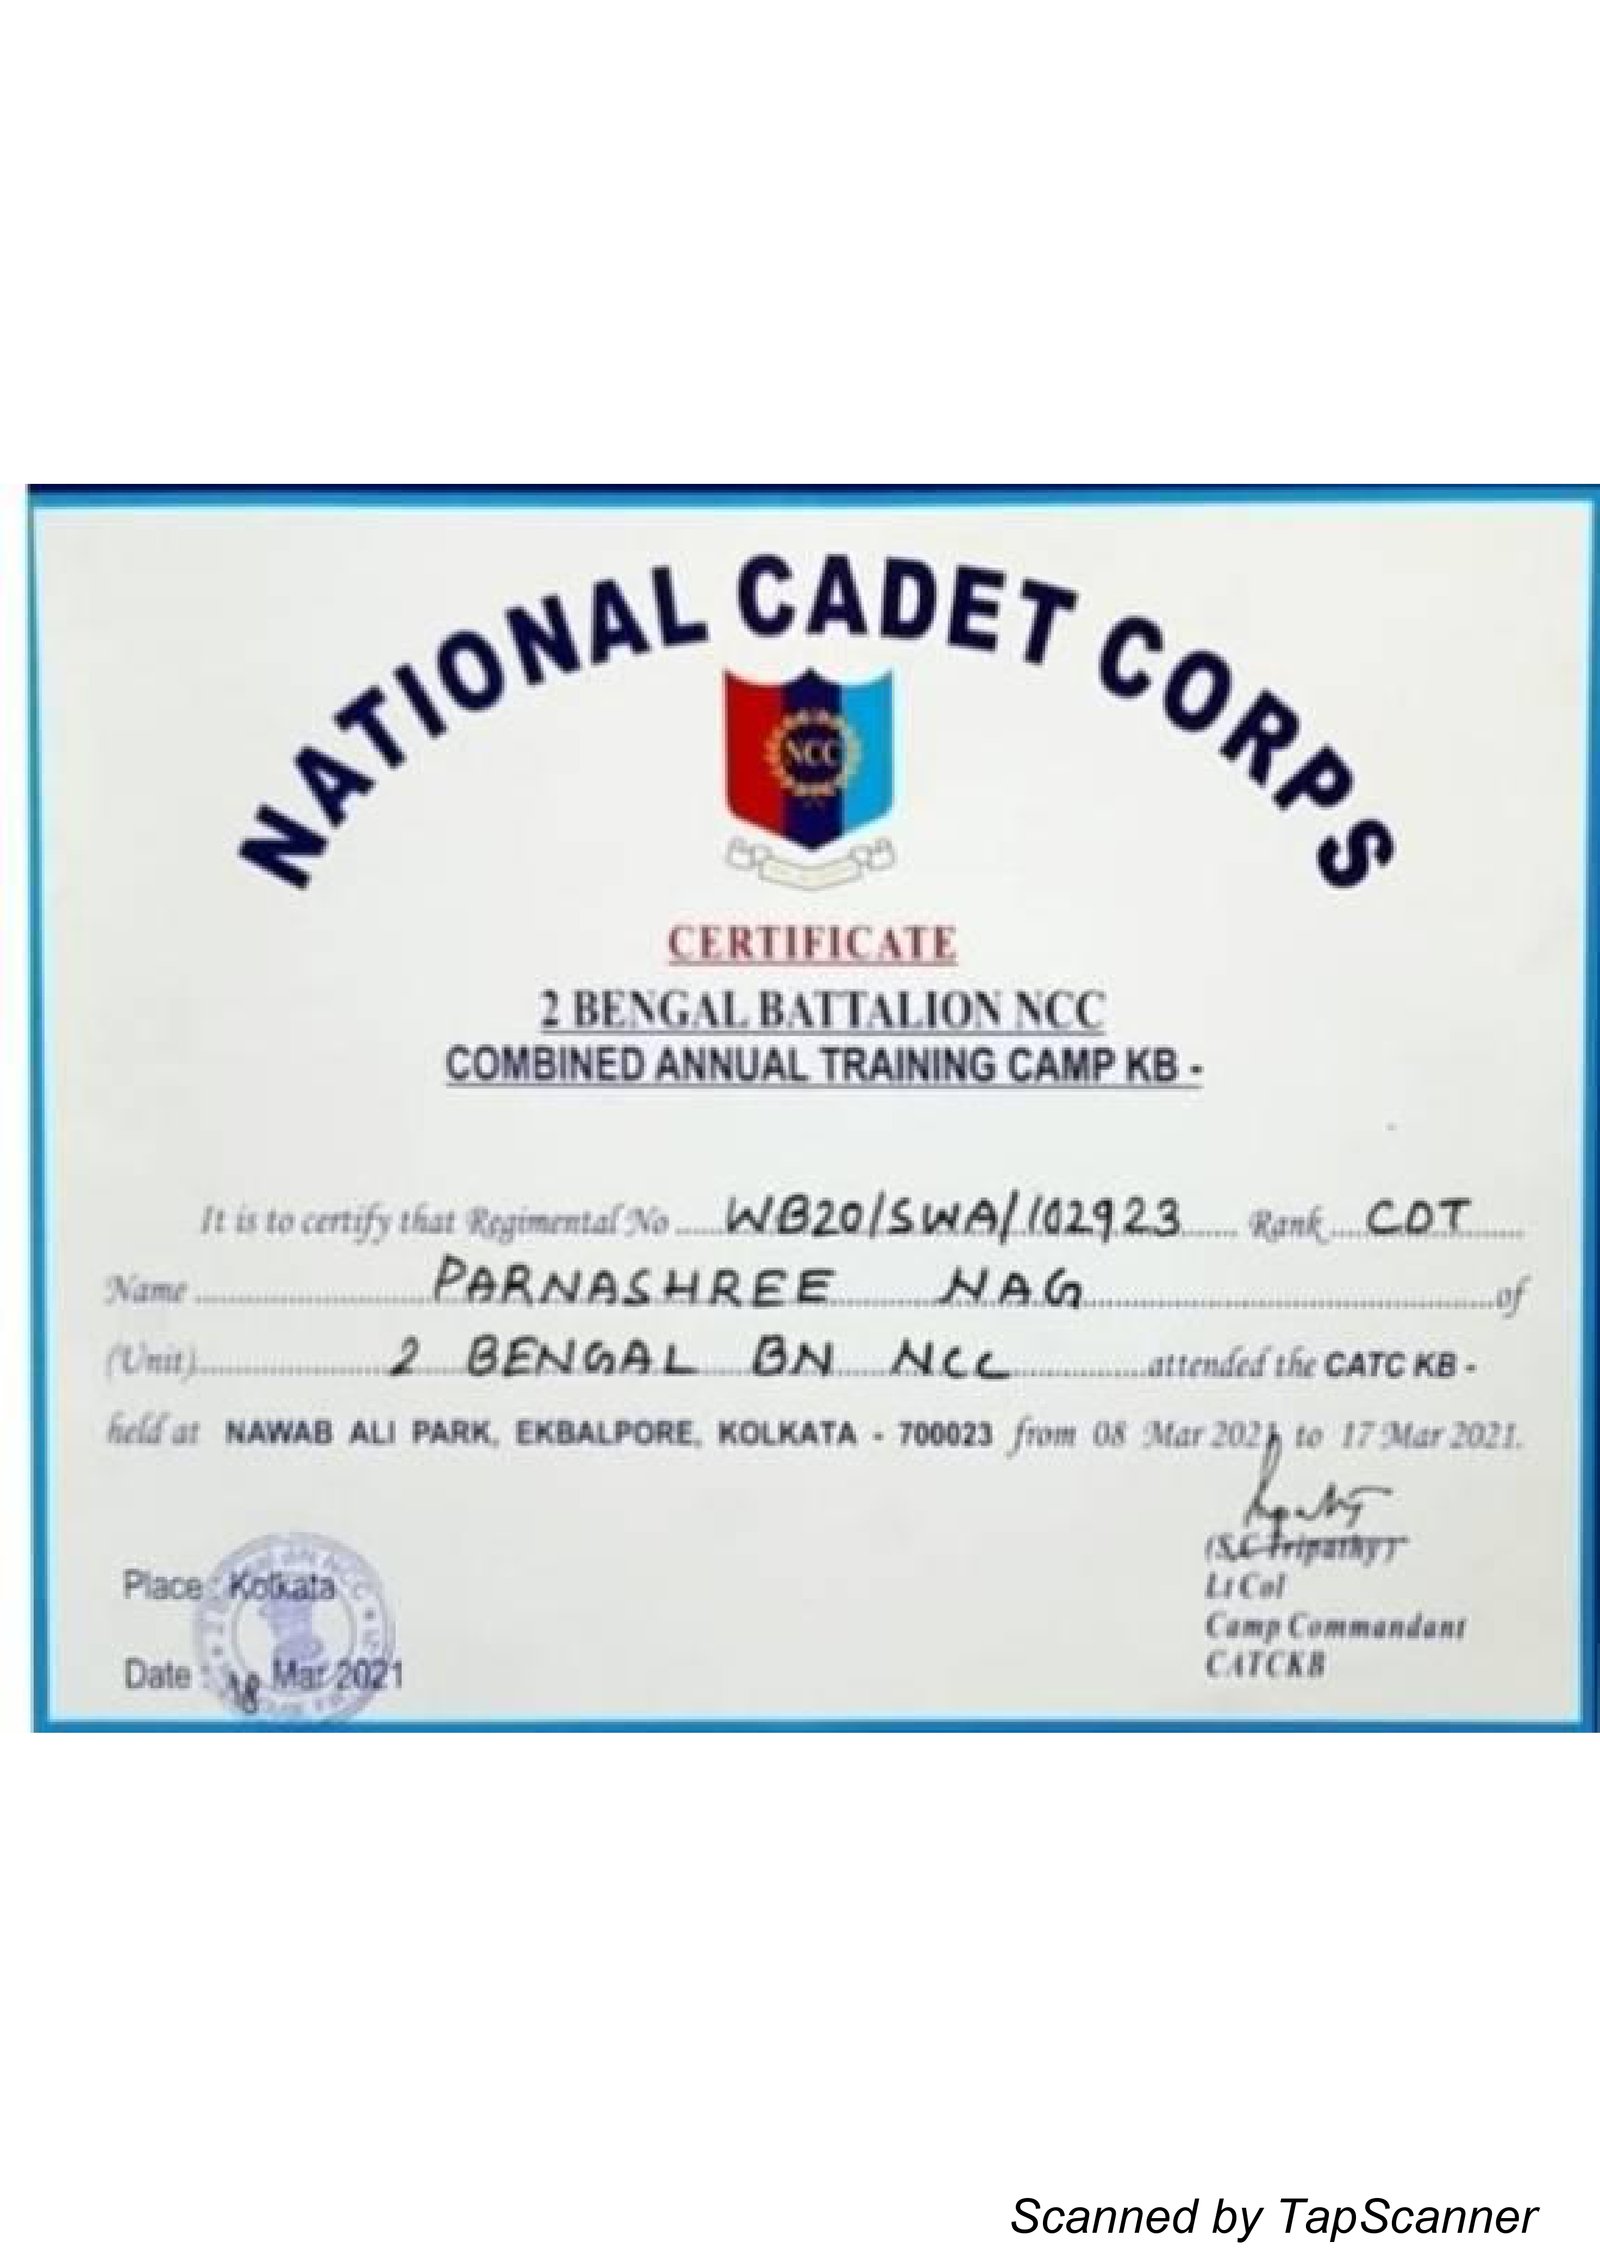 NATIONAL CADET CORPS
NCC
CERTIFICATE
2 BENGAL BATTALION NCC
COMBINED ANNUAL TRAINING CAMP KB -
It is to certify that Regimental No WB20/SWA/102923 Rank CDT
Name PARNASHREE NAG of
(Unit) 2 BENGAL BN NCC attended the CATC KB -
held at NAWAB ALI PARK, EKBALPORE, KOLKATA - 700023 from 08 Mar 2021 to 17 Mar 2021.
(S.C Tripathy)
Lt Col
Camp Commandant
CATCKB
Place : Kolkata
Date : 18 Mar 2021
Scanned by TapScanner